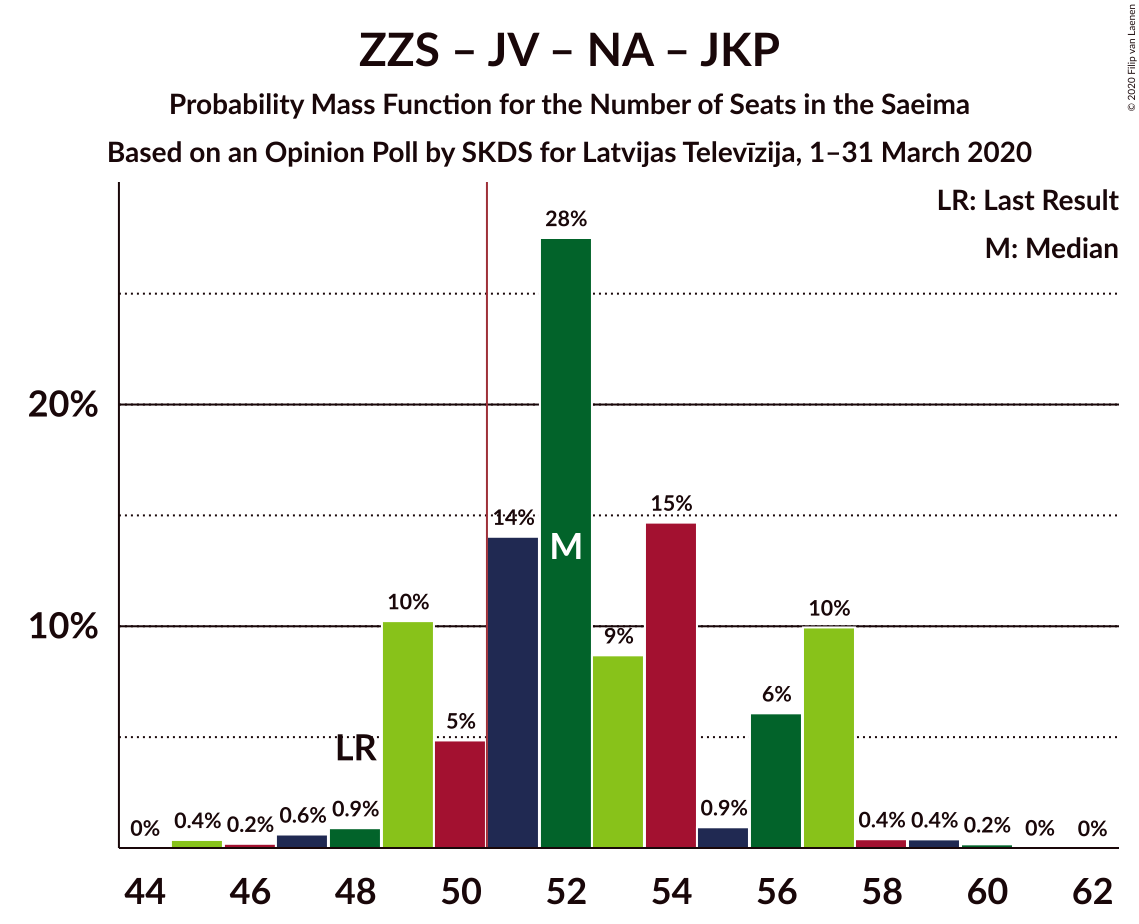 ZZS – JV – NA – JKP
Probability Mass Function for the Number of Seats in the Saeima
Based on an Opinion Poll by SKDS for Latvijas Televīzija, 1–31 March 2020
© 2020 Filip van Laenen
LR: Last Result
M: Median
28%
20%
15%
14%
M
10%
10%
10%
9%
6%
5%
LR
0%
0.4%
0.2%
0.6%
0.9%
0.9%
0.4%
0.4%
0.2%
0%
0%
44 46 48 50 52 54 56 58 60 62